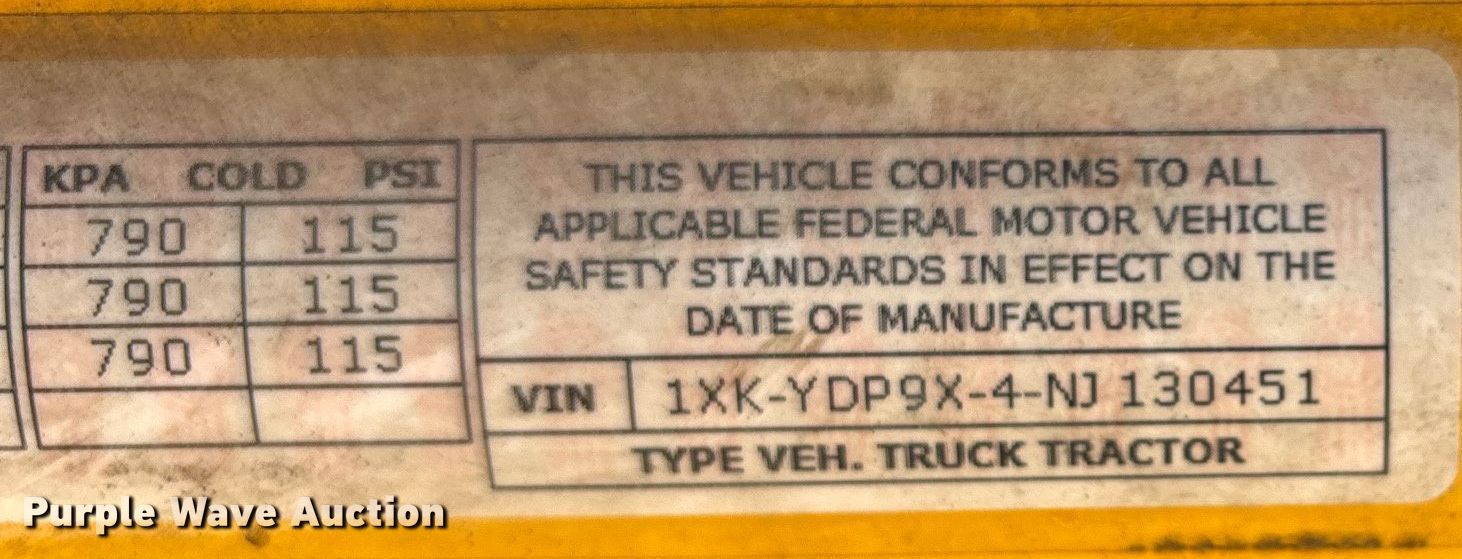 KPA COLD PSI
790 115
790 115
790 115
THIS VEHICLE CONFORMS TO ALL
APPLICABLE FEDERAL MOTOR VEHICLE
SAFETY STANDARDS IN EFFECT ON THE
DATE OF MANUFACTURE
VIN 1XK-YDP9X-4-NJ 130451
TYPE VEH. TRUCK TRACTOR
Purple Wave Auction